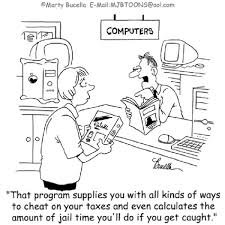 ©Marty Bucella E-Mail:MJBTOONS@aol.com
COMPUTERS
Bucella
"That program supplies you with all kinds of ways
to cheat on your taxes and even calculates the
amount of jail time you'll do if you get caught."